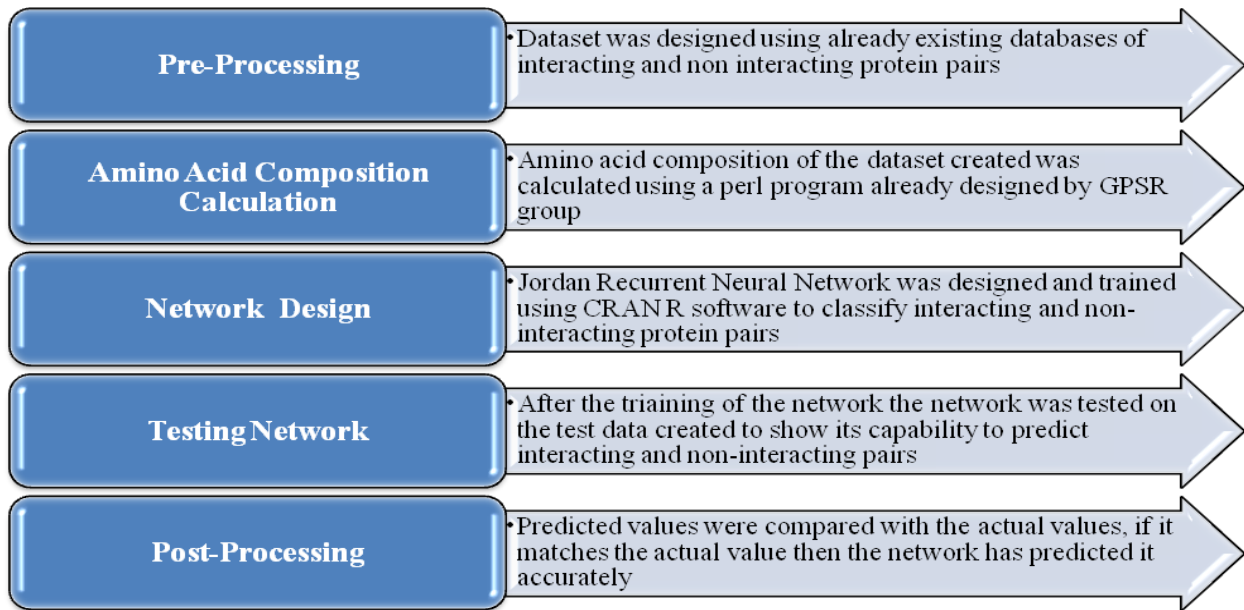 Pre-Processing
•Dataset was designed using already existing databases of
interacting and non interacting protein pairs
Amino Acid Composition
Calculation
•Amino acid composition of the dataset created was
calculated using a perl program already designed by GPSR
group
Network Design
•Jordan Recurrent Neural Network was designed and trained
using CRAN R software to classify interacting and non-
interacting protein pairs
Testing Network
•After the triaining of the network the network was tested on
the test data created to show its capability to predict
interacting and non-interacting pairs
Post-Processing
•Predicted values were compared with the actual values, if it
matches the actual value then the network has predicted it
accurately